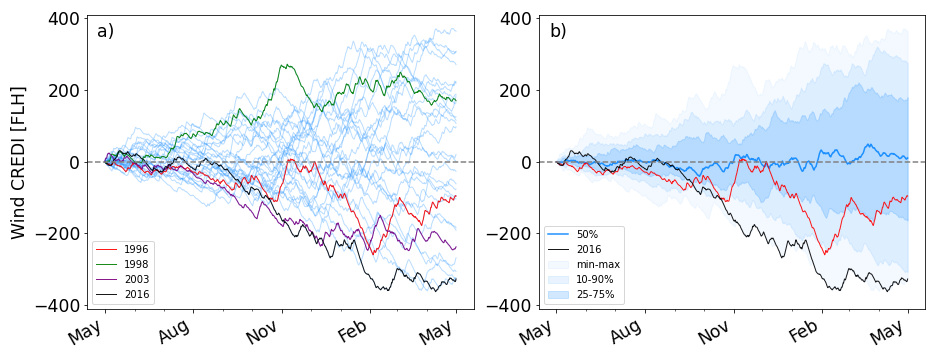 a)
400
200
0
−200
−400
Wind CREDI [FLH]
1996
1998
2003
2016
May
Aug
Nov
Feb
May
b)
400
200
0
−200
−400
50%
2016
min-max
10-90%
25-75%
May
Aug
Nov
Feb
May